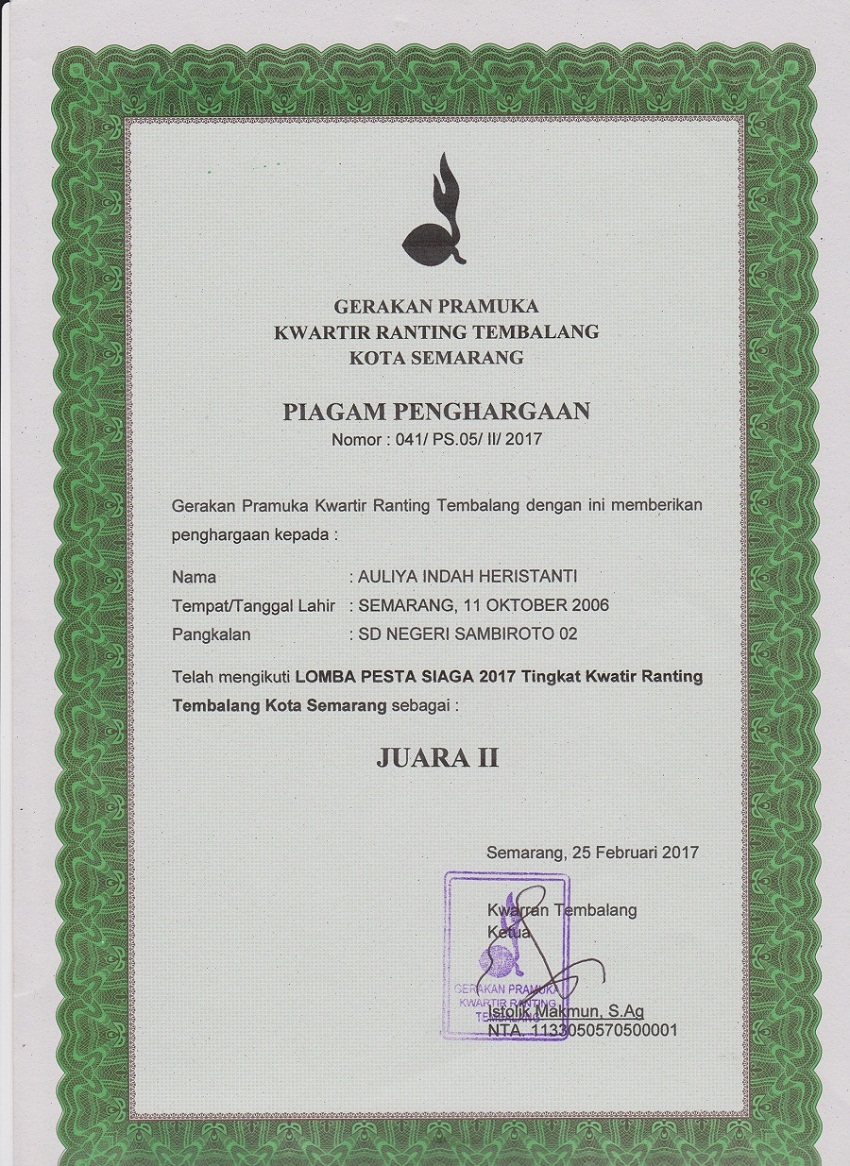 GERAKAN PRAMUKA
KWARTIR RANTING TEMBALANG
KOTA SEMARANG
PIAGAM PENGHARGAAN
Nomor : 041/ PS.05/ II/ 2017
Gerakan Pramuka Kwartir Ranting Tembalang dengan ini memberikan
penghargaan kepada :
Nama : AULIYA INDAH HERISTANTI
Tempat/Tanggal Lahir : SEMARANG, 11 OKTOBER 2006
Pangkalan : SD NEGERI SAMBIROTO 02
Telah mengikuti LOMBA PESTA SIAGA 2017 Tingkat Kwatir Ranting
Tembalang Kota Semarang sebagai :
JUARA II
Semarang, 25 Februari 2017
Kwarran Tembalang
Ketua
GERAKAN PRAMUKA
KWARTIR RANTING
TEMBALANG
Istolik Makmun, S.Ag
NTA. 1133050570500001